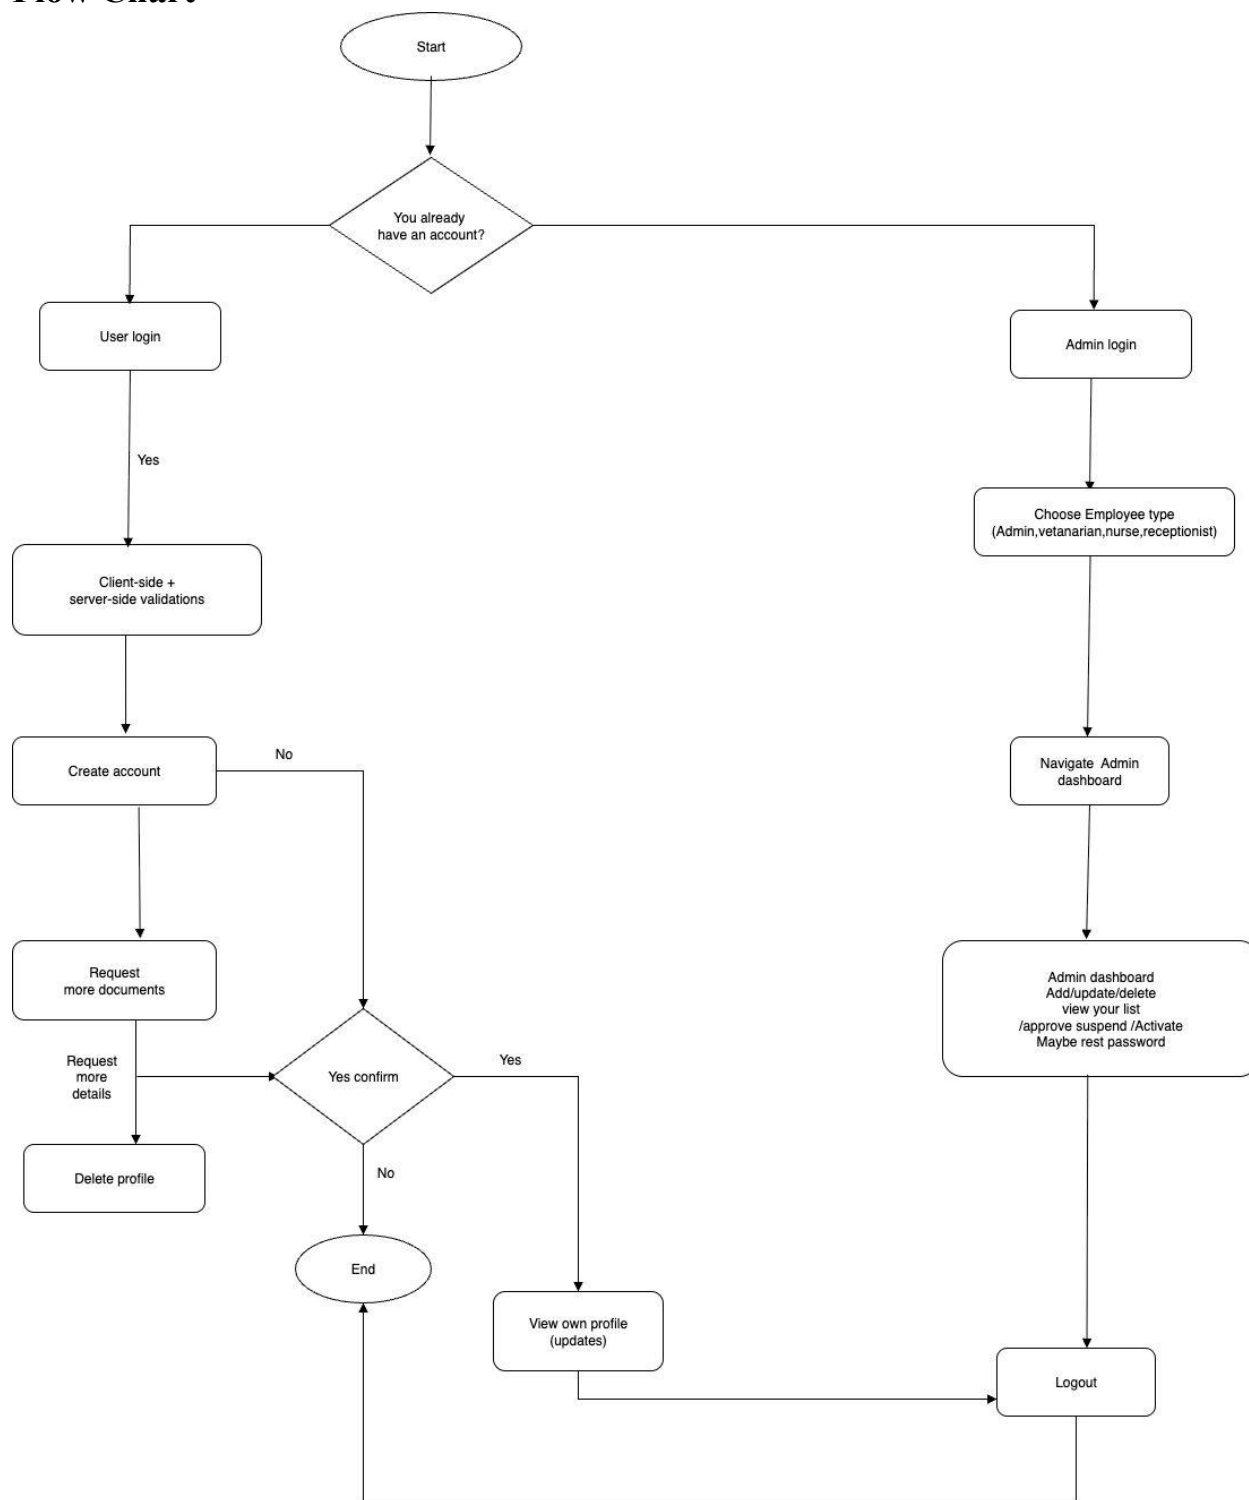 Flow Chart
Start
You already
have an account?
User login
Admin login
Yes
Choose Employee type
(Admin,vetanarian,nurse,receptionist)
Client-side +
server-side validations
Create account
No
Navigate  Admin
dashboard
Request
more documents
Admin dashboard
Add/update/delete
view your list
/approve suspend /Activate
Maybe rest password
Request
more
details
Yes confirm
Yes
Delete profile
No
End
View own profile
(updates)
Logout